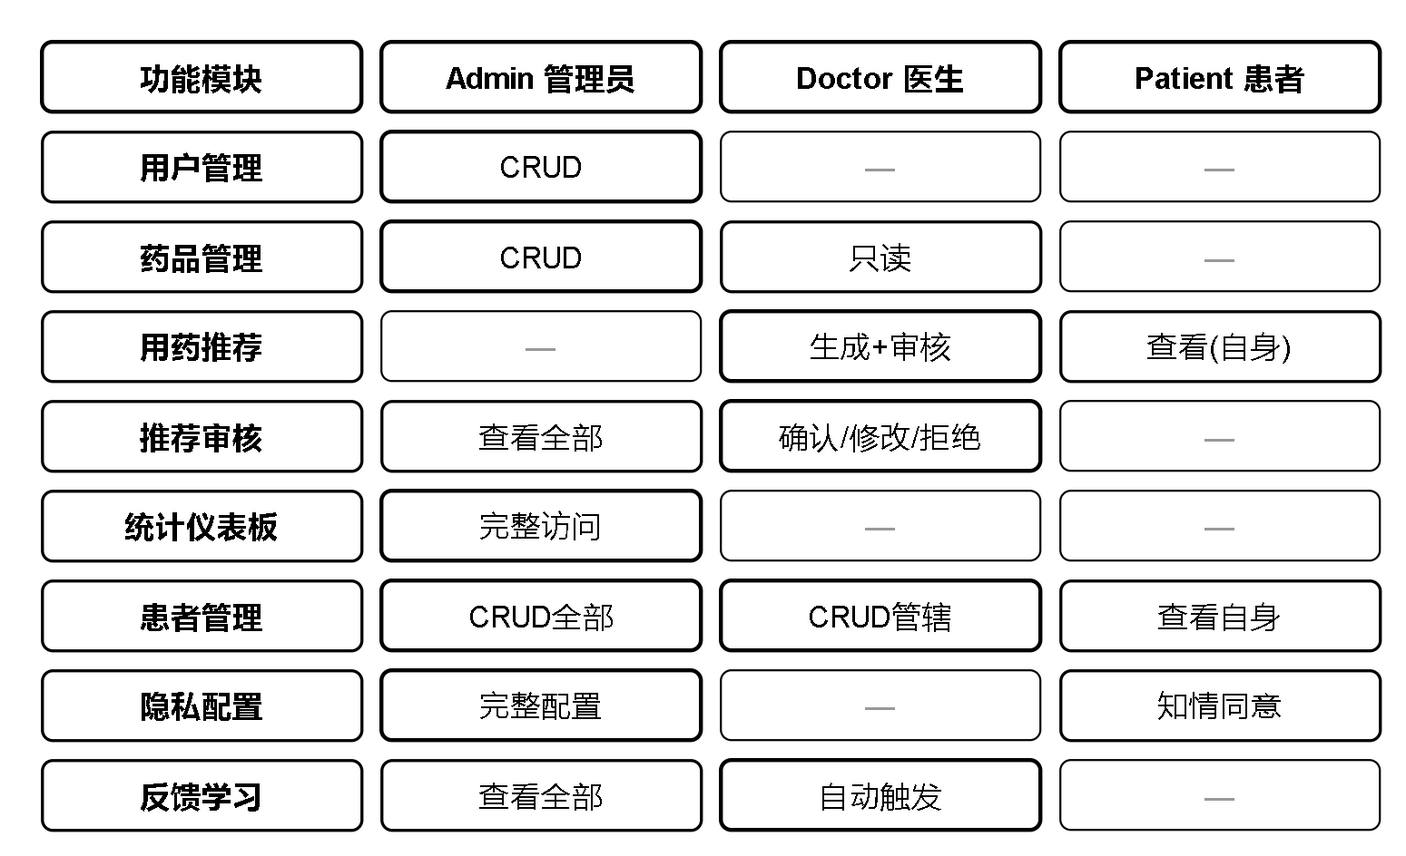 功能模块 Admin 管理员 Doctor 医生 Patient 患者
用户管理 CRUD — —
药品管理 CRUD 只读 —
用药推荐 — 生成+审核 查看(自身)
推荐审核 查看全部 确认/修改/拒绝 —
统计仪表板 完整访问 — —
患者管理 CRUD全部 CRUD管辖 查看自身
隐私配置 完整配置 — 知情同意
反馈学习 查看全部 自动触发 —